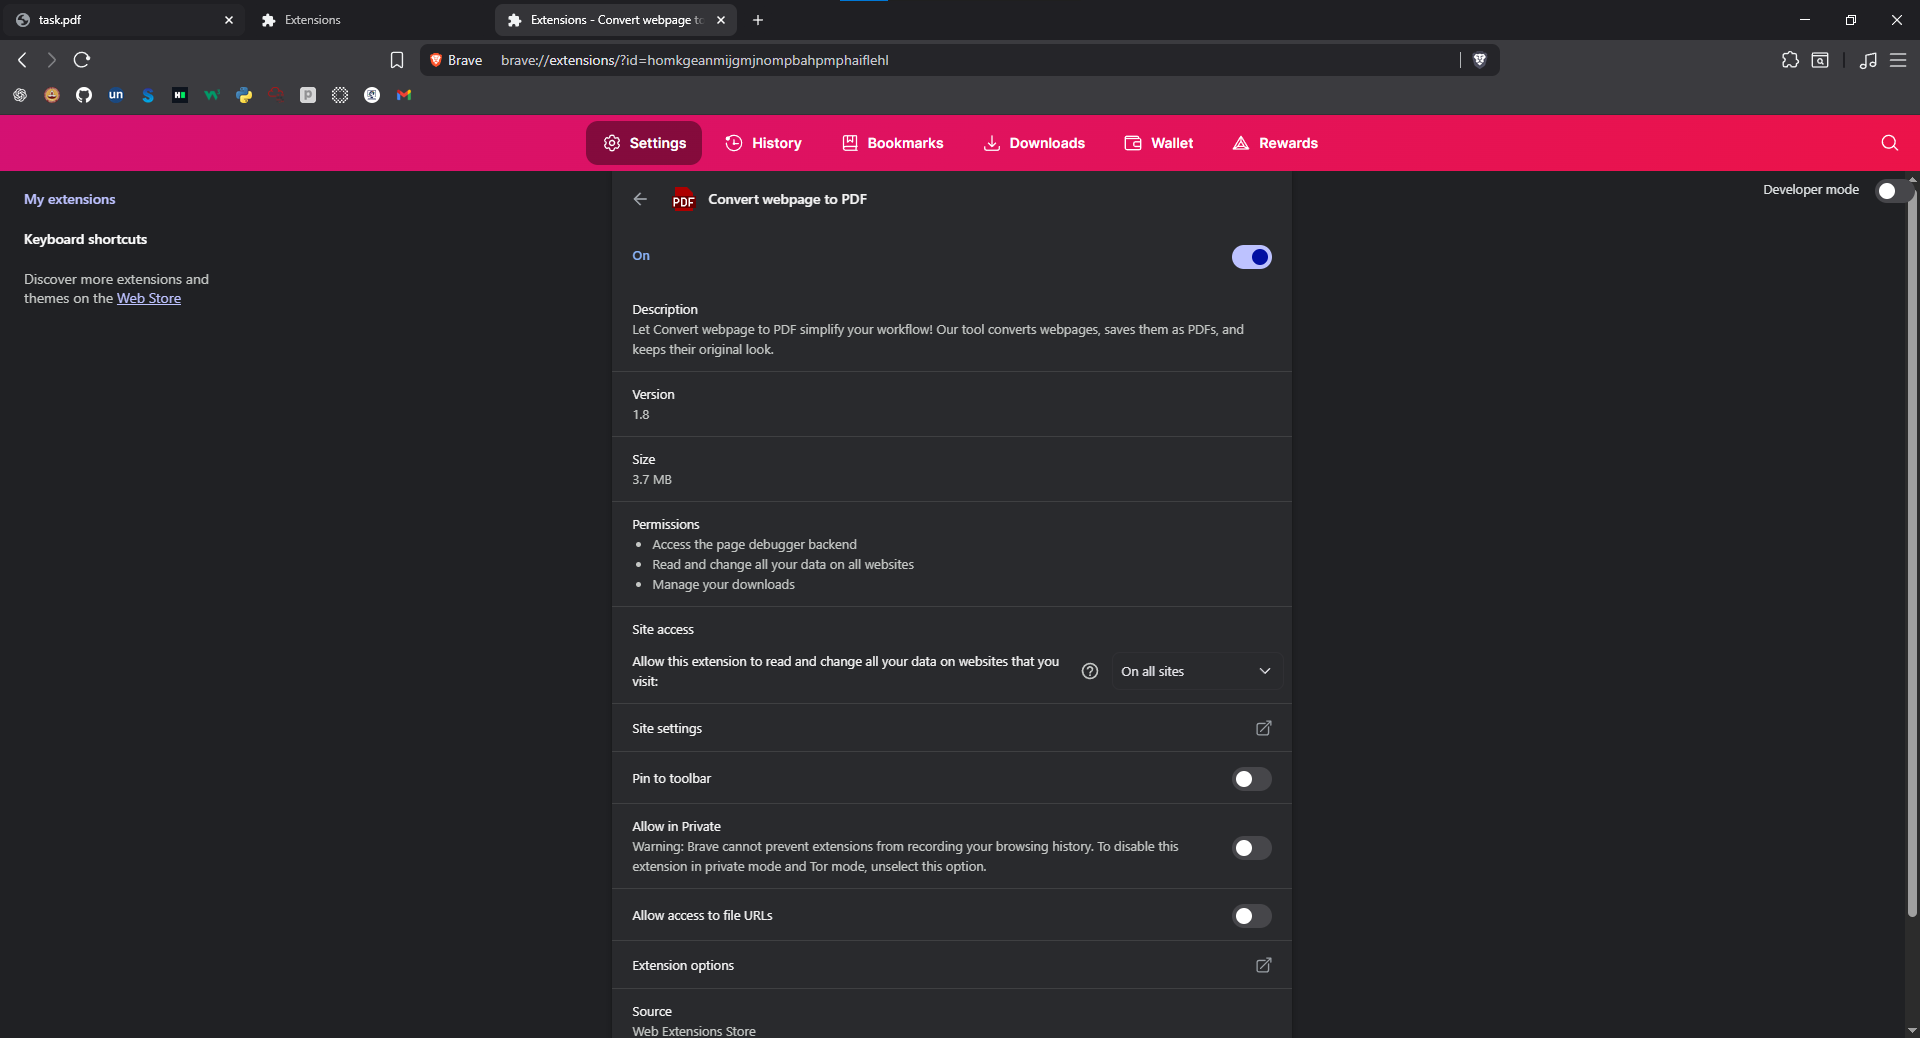 task.pdf
Extensions
Extensions - Convert webpage to
Brave
brave://extensions/?id=homkgeanmijgmjnompbahpmphaiflehl
Settings
History
Bookmarks
Downloads
Wallet
Rewards
My extensions
Keyboard shortcuts
Discover more extensions and
themes on the Web Store
PDF
Convert webpage to PDF
Developer mode
On
Description
Let Convert webpage to PDF simplify your workflow! Our tool converts webpages, saves them as PDFs, and
keeps their original look.
Version
1.8
Size
3.7 MB
Permissions
• Access the page debugger backend
• Read and change all your data on all websites
• Manage your downloads
Site access
Allow this extension to read and change all your data on websites that you
visit:
On all sites
Site settings
Pin to toolbar
Allow in Private
Warning: Brave cannot prevent extensions from recording your browsing history. To disable this
extension in private mode and Tor mode, unselect this option.
Allow access to file URLs
Extension options
Source
Web Extensions Store